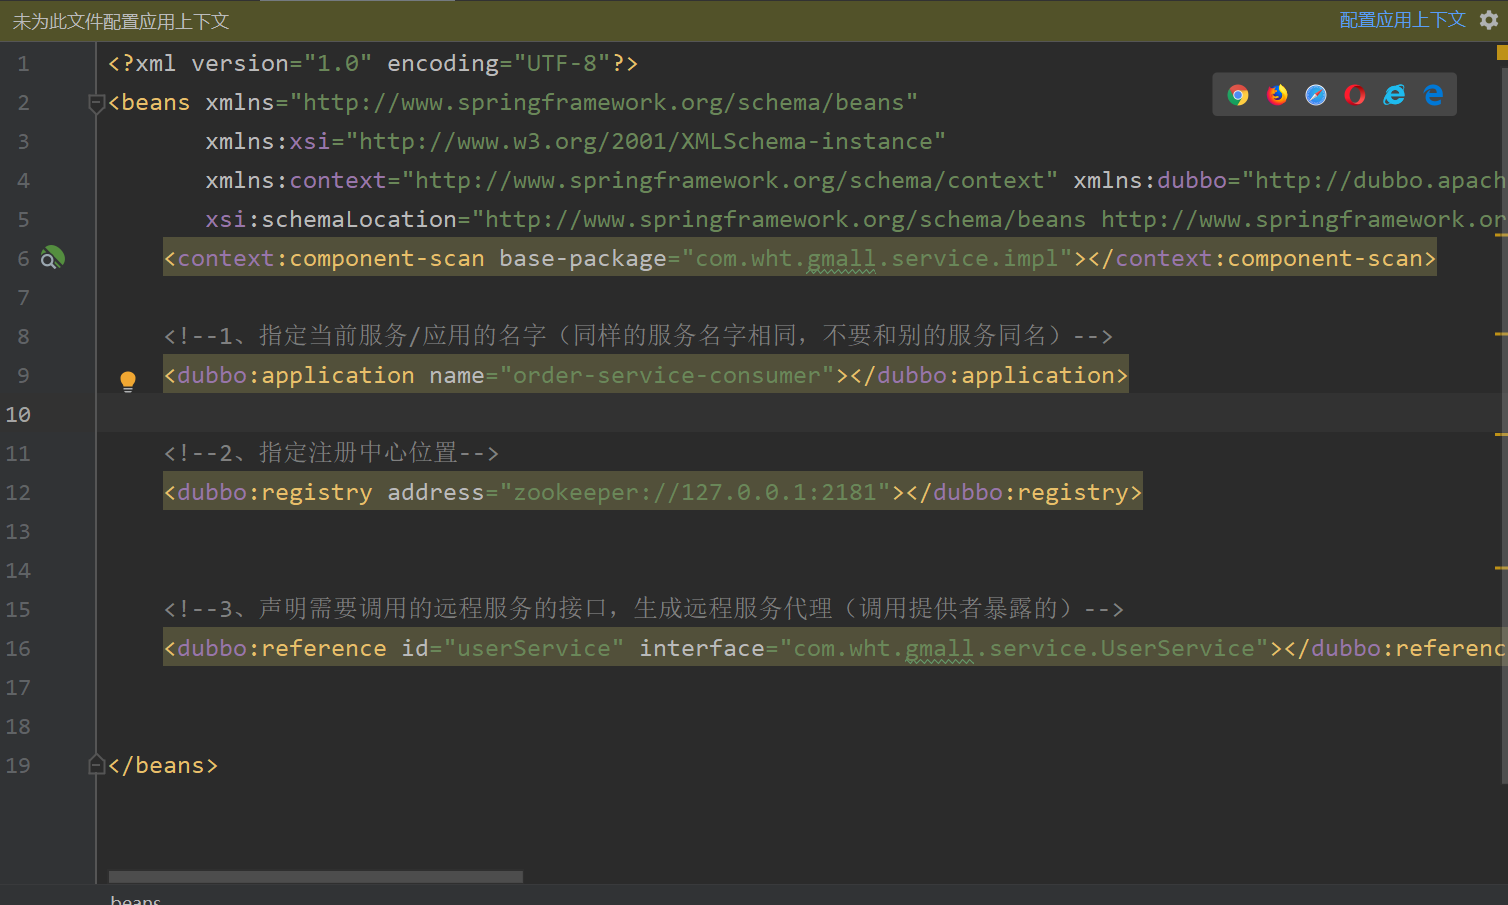 未为此文件配置应用上下文 配置应用上下文
1 <?xml version="1.0" encoding="UTF-8"?>
2 <beans xmlns="http://www.springframework.org/schema/beans"
3 xmlns:xsi="http://www.w3.org/2001/XMLSchema-instance"
4 xmlns:context="http://www.springframework.org/schema/context" xmlns:dubbo="http://dubbo.apach
5 xsi:schemaLocation="http://www.springframework.org/schema/beans http://www.springframework.or
6 <context:component-scan base-package="com.wht.gmall.service.impl"></context:component-scan>
7
8 <!--1、指定当前服务/应用的名字（同样的服务名字相同，不要和别的服务同名）-->
9 <dubbo:application name="order-service-consumer"></dubbo:application>
10
11 <!--2、指定注册中心位置-->
12 <dubbo:registry address="zookeeper://127.0.0.1:2181"></dubbo:registry>
13
14
15 <!--3、声明需要调用的远程服务的接口，生成远程服务代理（调用提供者暴露的）-->
16 <dubbo:reference id="userService" interface="com.wht.gmall.service.UserService"></dubbo:referenc
17
18
19 </beans>
beans